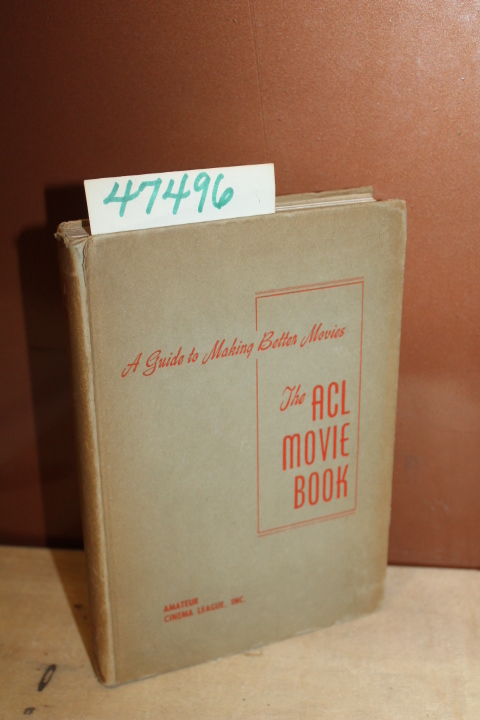 47496
A Guide to Making Better Movies
The ACL
MOVIE
BOOK
AMATEUR
CINEMA LEAGUE, INC.